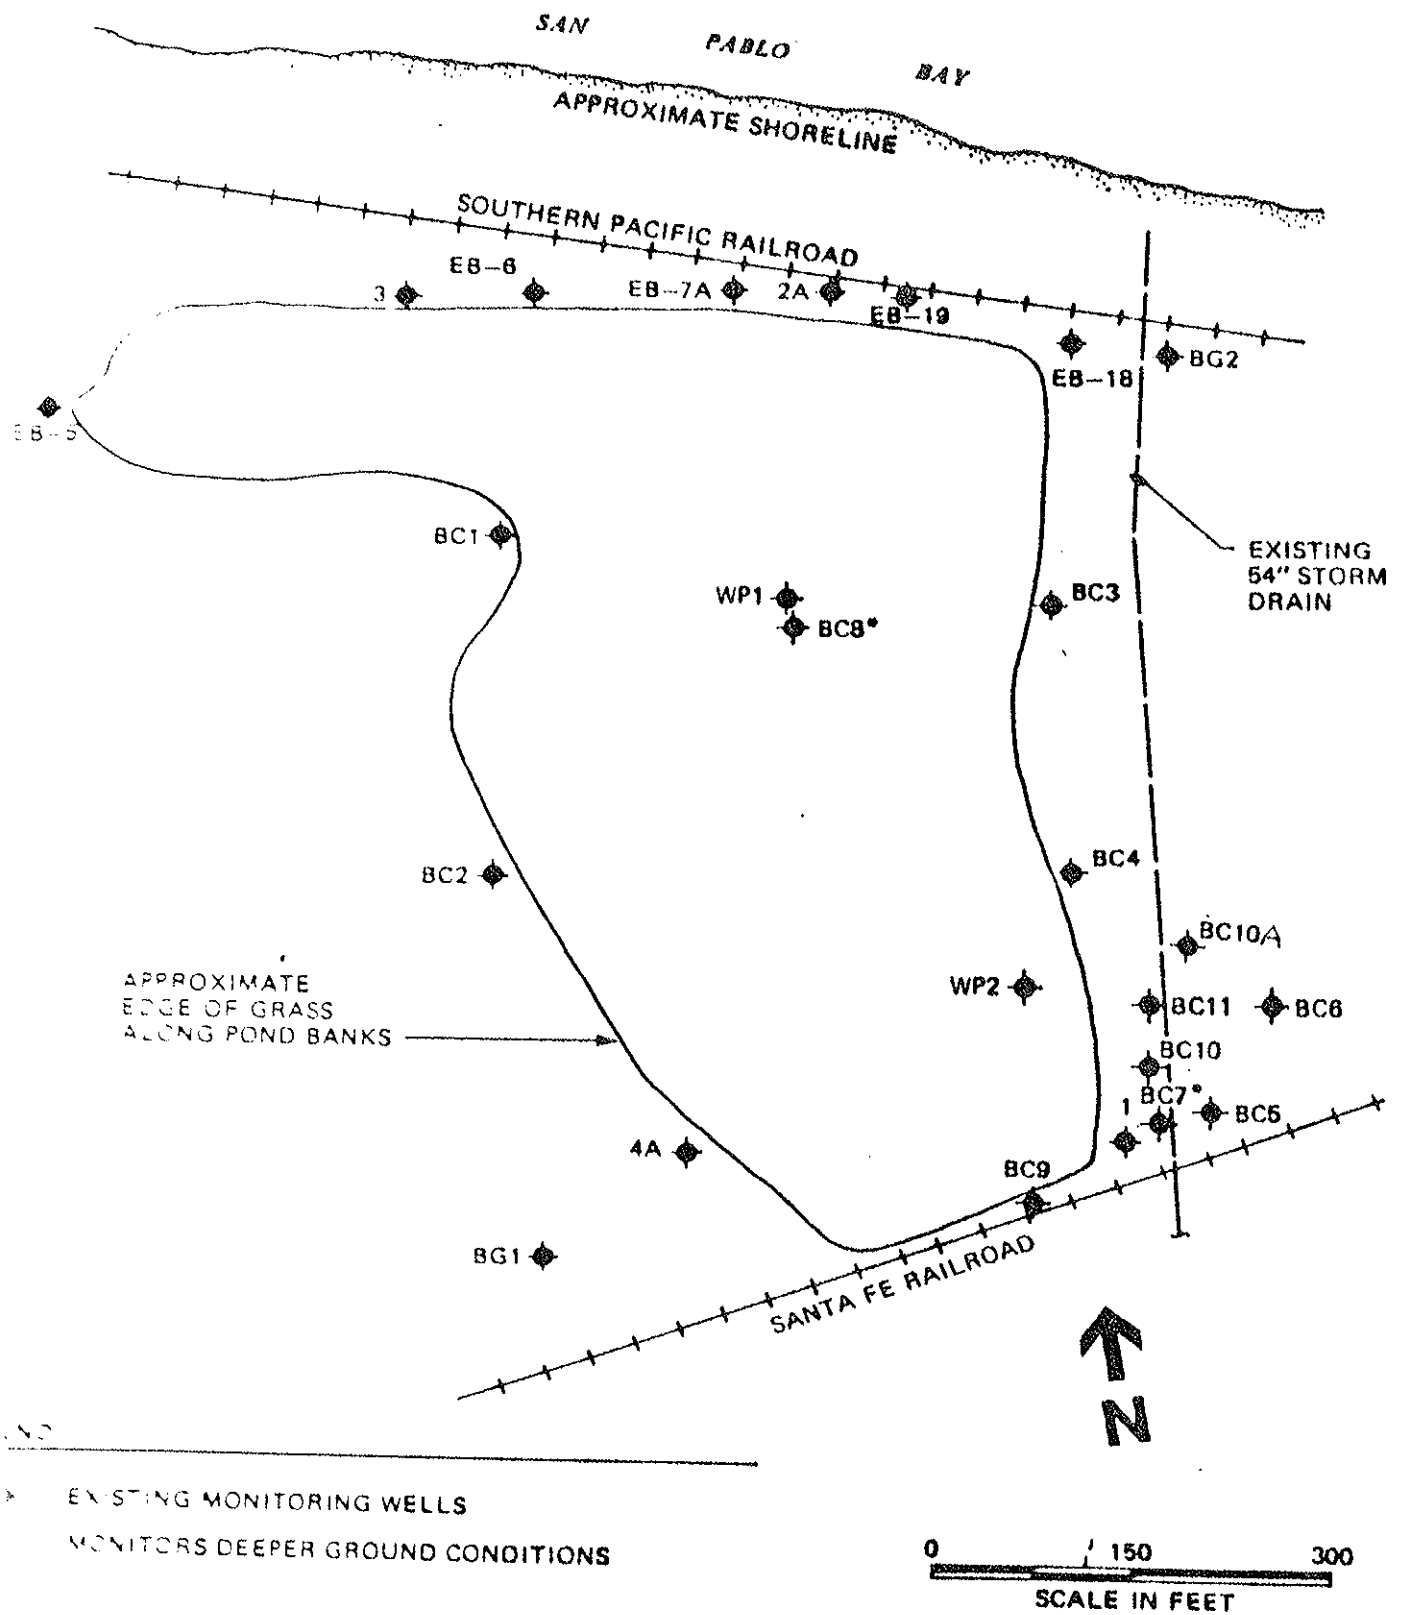 SAN PABLO BAY
APPROXIMATE SHORELINE
SOUTHERN PACIFIC RAILROAD
3
EB-6
EB-7A
2A
EB-19
EB-18
BG2
EB-5
BC1
EXISTING
54" STORM
DRAIN
WP1
BC8*
BC3
BC2
BC4
BC10A
APPROXIMATE
EDGE OF GRASS
ALONG POND BANKS
WP2
BC11
BC6
BC10
BC7*
1
BC5
4A
BC9
BG1
SANTA FE RAILROAD
N
EXISTING MONITORING WELLS
MONITORS DEEPER GROUND CONDITIONS
0 150 300
SCALE IN FEET